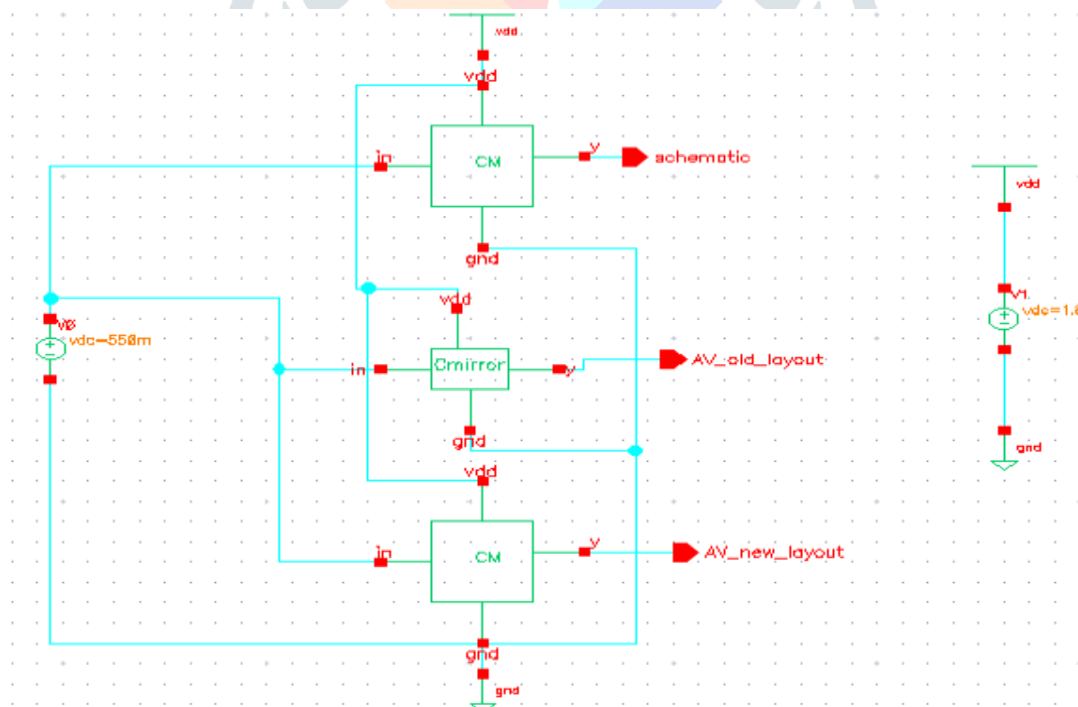 vdd
vdd
in
CM
y
schematic
gnd
vdd
vdd
V0
vdc=550m
V1
in
Cmirror
y
AV_old_layout
gnd
gnd
vdd
in
CM
y
AV_new_layout
gnd
gnd